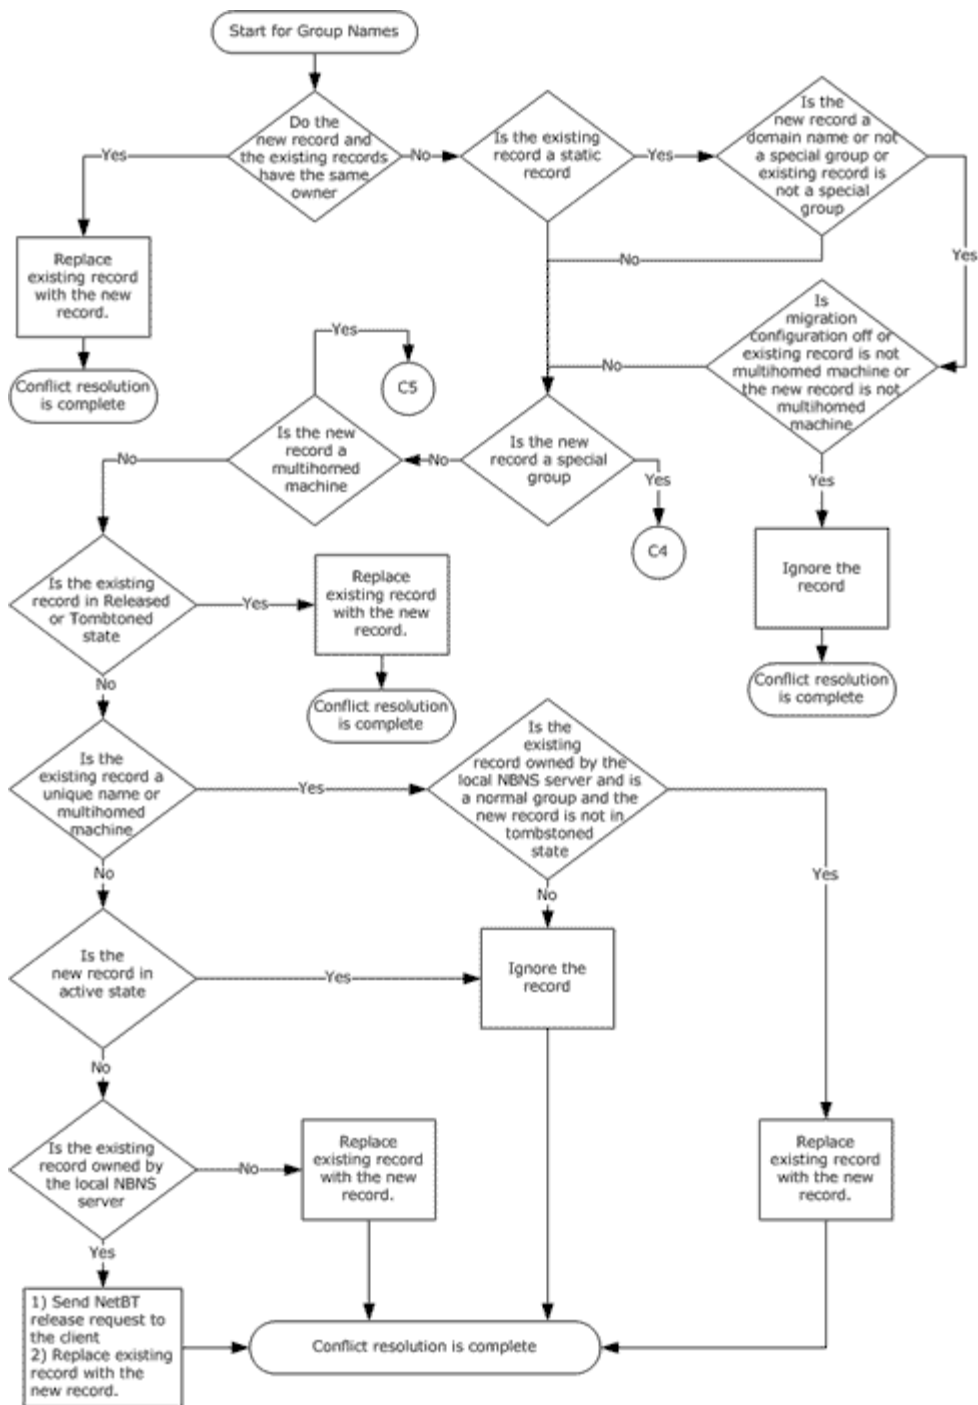 Start for Group Names
Do the
new record and
the existing records
have the same
owner
Yes
No
Is the existing
record a static
record
Yes
Is the
new record a
domain name or not
a special group or
existing record is
not a special
group
No
Yes
Replace
existing record
with the new
record.
Conflict resolution
is complete
Is
migration
configuration off or
existing record is not
multihomed machine or
the new record is not
multihomed
machine
No
Yes
Yes
C5
Is the new
record a
multihomed
machine
No
No
Is the new
record a special
group
Yes
C4
Ignore the
record
Conflict resolution
is complete
Is the existing
record in Released
or Tombtoned
state
Yes
Replace
existing record
with the new
record.
Conflict resolution
is complete
No
Is the
existing record a
unique name or
multihomed
machine
Yes
Is the
existing
record owned by the
local NBNS server and is
a normal group and the
new record is not in
tombstoned
state
Yes
No
No
Is the
new record in
active state
Yes
Ignore the
record
No
Is the existing
record owned by
the local NBNS
server
No
Replace
existing record
with the new
record.
Replace
existing record
with the new
record.
Yes
1) Send NetBT
release request to
the client
2) Replace existing
record with the
new record.
Conflict resolution is complete